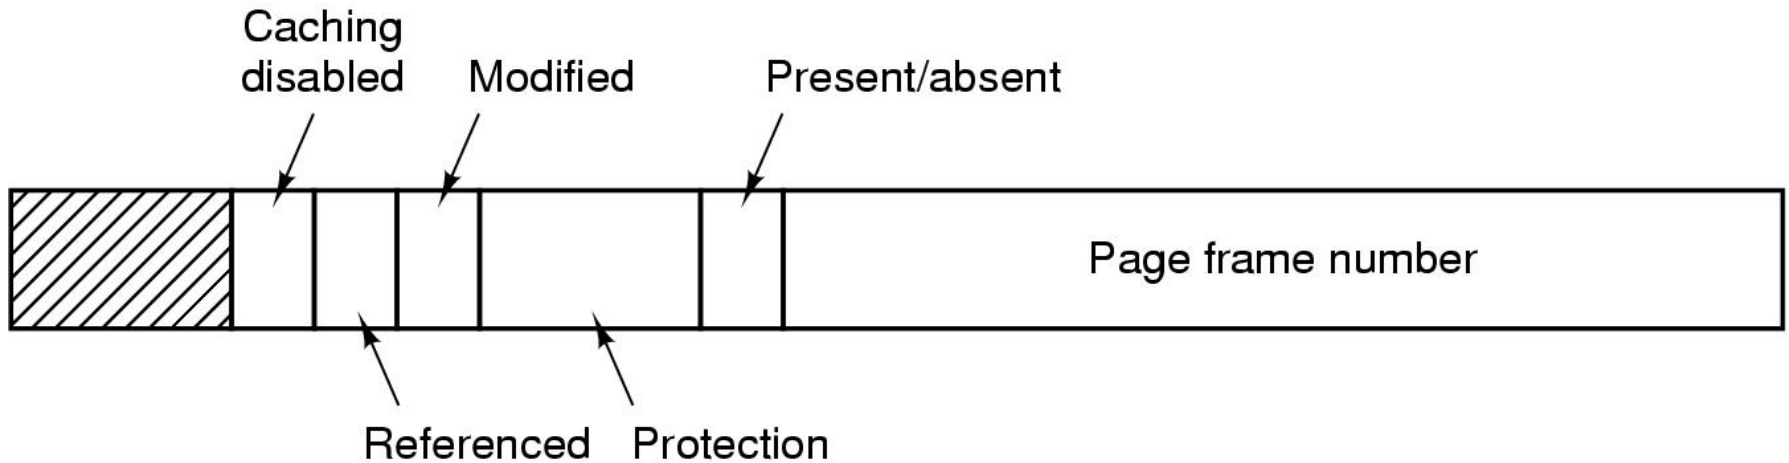 Caching
disabled
Modified
Present/absent
Page frame number
Referenced
Protection